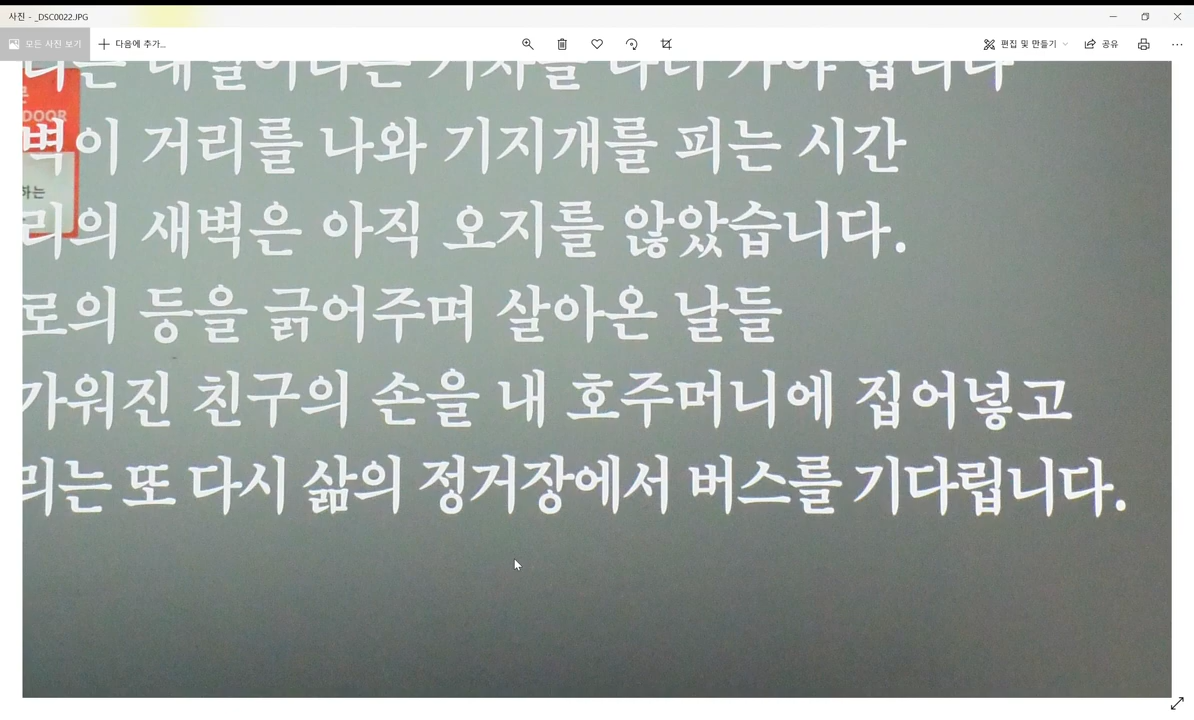 사진 - _DSC0022.JPG
모든 사진 보기 다음에 추가... 편집 및 만들기 공유
DOOR
벽이 거리를 나와 기지개를 피는 시간
하는
리의 새벽은 아직 오지를 않았습니다.
로의 등을 긁어주며 살아온 날들
가워진 친구의 손을 내 호주머니에 집어넣고
또 다시 삶의 정거장에서 버스를 기다립니다.